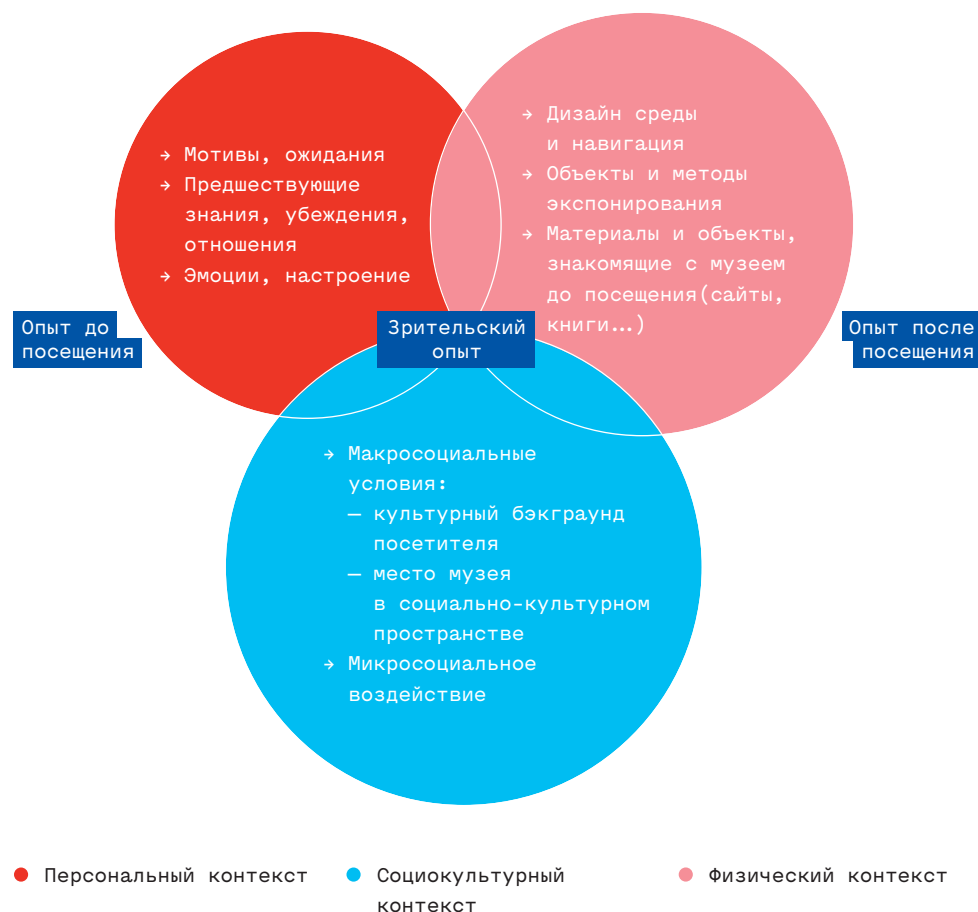 → Мотивы, ожидания
→ Предшествующие
знания, убеждения,
отношения
→ Эмоции, настроение
→ Дизайн среды
и навигация
→ Объекты и методы
экспонирования
→ Материалы и объекты,
знакомящие с музеем
до посещения(сайты,
книги...)
Опыт до
посещения
Зрительский
опыт
Опыт после
посещения
→ Макросоциальные
условия:
— культурный бэкграунд
посетителя
— место музея
в социально-культурном
пространстве
→ Микросоциальное
воздействие
Персональный контекст
Социокультурный
контекст
Физический контекст